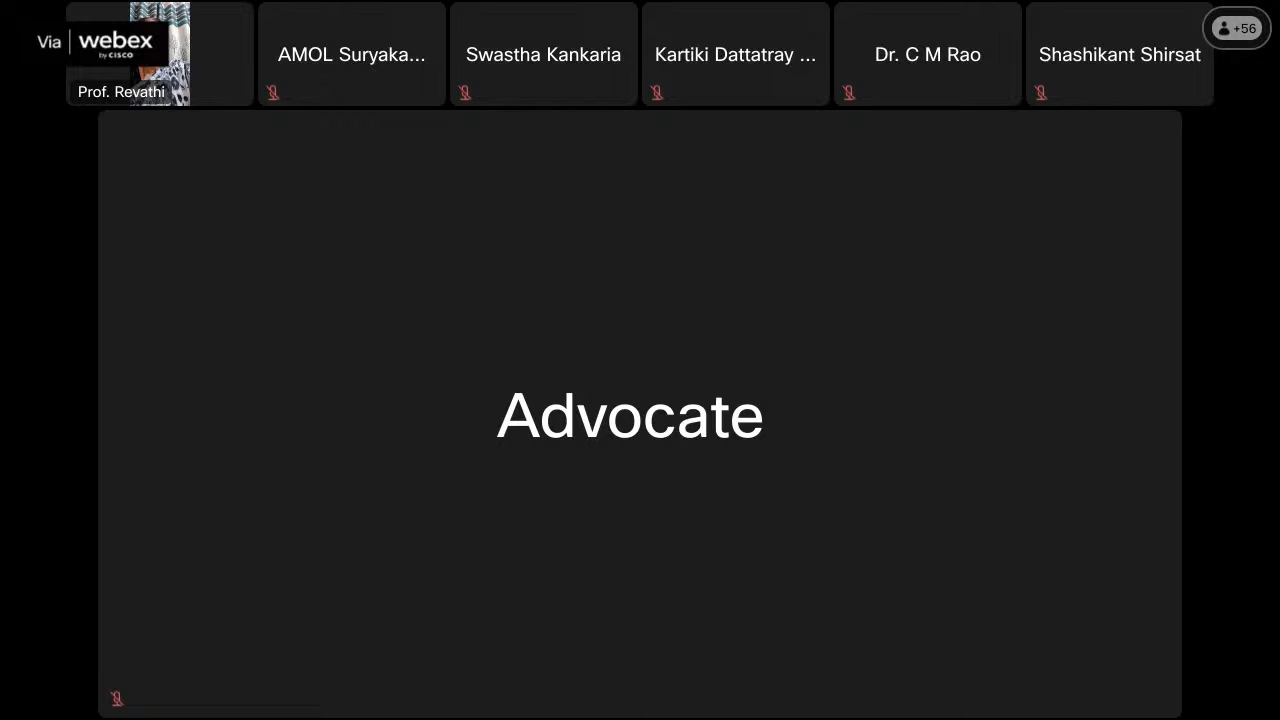 Via webex
by CISCO
Prof. Revathi
AMOL Suryaka...
Swastha Kankaria
Kartiki Dattatray ...
Dr. C M Rao
Shashikant Shirsat
+56
Advocate